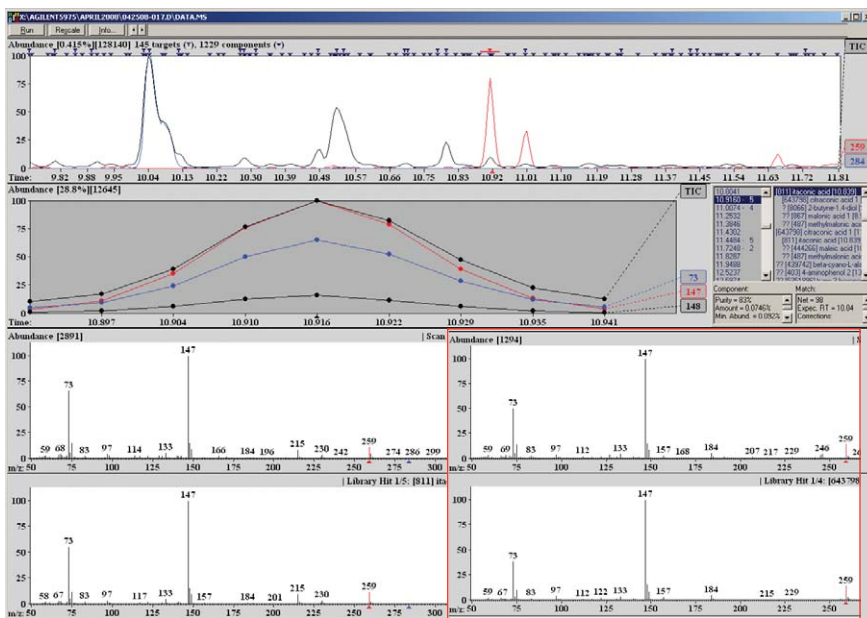 X:\AGILENT5975\APRIL2008\042508-017.D\DATA.MS
Run Rescale Info...
Abundance [0.415%][128140] 145 targets (▾), 1229 components (▾)
TIC
100
75
50
25
0
259
284
Time: 9.82 9.88 9.95 10.04 10.13 10.22 10.30 10.39 10.48 10.57 10.66 10.75 10.83 10.92 11.01 11.10 11.19 11.28 11.36 11.45 11.54 11.63 11.72 11.81
Abundance [28.8%][12645]
TIC
100
75
50
25
0
73
147
148
Time: 10.897 10.904 10.910 10.916 10.922 10.929 10.935 10.941
10.8041
10.9160 - 5
11.0074 - 4
11.2532
11.3846
11.4302
11.4484 - 5
11.7248 - 2
11.8287
11.9488
12.5237
[811] itaconic acid [10.839]
[643798] citraconic acid 1
?? [8066] 2-butyne-1,4-diol
?? [867] malonic acid 1
?? [487] methylmalonic
[643798] citraconic acid 1
[811] itaconic acid [10.839]
?? [444266] maleic acid
?? [487] methylmalonic
?? [439742] beta-cyano-L-ala
?? [403] 4-aminophenol 2
Component:
Purity = 83%
Amount = 0.0746%
Min. Abund. = 0.092%
Match:
Net = 98
Expec. RT = 10.04
Corrections:
Abundance [2891] | Scan
100
75
50
25
0
59 68 73 83 97 114 133 147 166 184 196 215 230 242 259 274 286 299
m/z: 50 75 100 125 150 175 200 225 250 275 300
Abundance [1294] | S
100
75
50
25
0
59 69 73 83 97 112 133 147 157 168 184 207 217 229 246 259
m/z: 50 75 100 125 150 175 200 225 250
| Library Hit 1/5: [811] ita
100
75
50
25
0
58 67 73 83 97 117 133 147 157 184 201 215 230 259
m/z: 50 75 100 125 150 175 200 225 250 275 300
| Library Hit 1/4: [643798]
100
75
50
25
0
59 67 73 83 97 112 122 133 147 157 184 215 229 259
m/z: 50 75 100 125 150 175 200 225 250